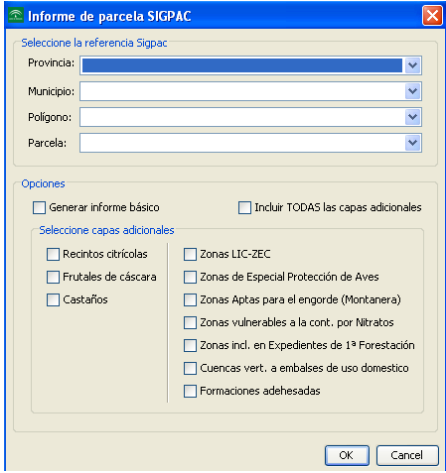 Informe de parcela SIGPAC
Seleccione la referencia Sigpac
Provincia:
Municipio:
Polígono:
Parcela:
Opciones
Generar informe básico
Incluir TODAS las capas adicionales
Seleccione capas adicionales
Recintos citrícolas
Frutales de cáscara
Castaños
Zonas LIC-ZEC
Zonas de Especial Protección de Aves
Zonas Aptas para el engorde (Montanera)
Zonas vulnerables a la cont. por Nitratos
Zonas incl. en Expedientes de 1ª Forestación
Cuencas vert. a embalses de uso domestico
Formaciones adehesadas
OK
Cancel